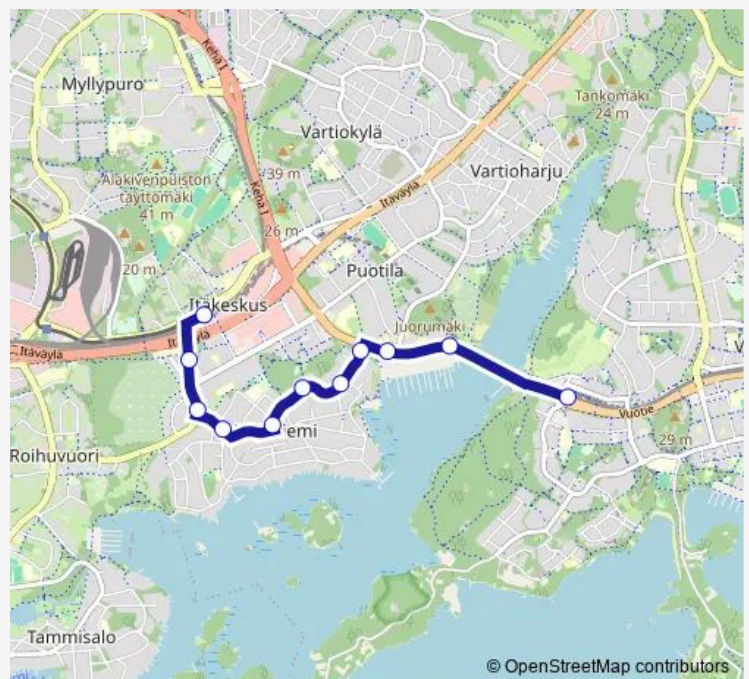 Kehä I
Myllypuro
Tankomäki
24 m
Vartiokylä
Vartioharju
Alakivenpuiston
täyttömäki
41 m
39 m
Kehä I
Itäväylä
26 m
20 m
Puotila
Itäkeskus
Juorumäki
Itäväylä
Vuotie
29 m
emi
Roihuvuori
Tammisalo
© OpenStreetMap contributors